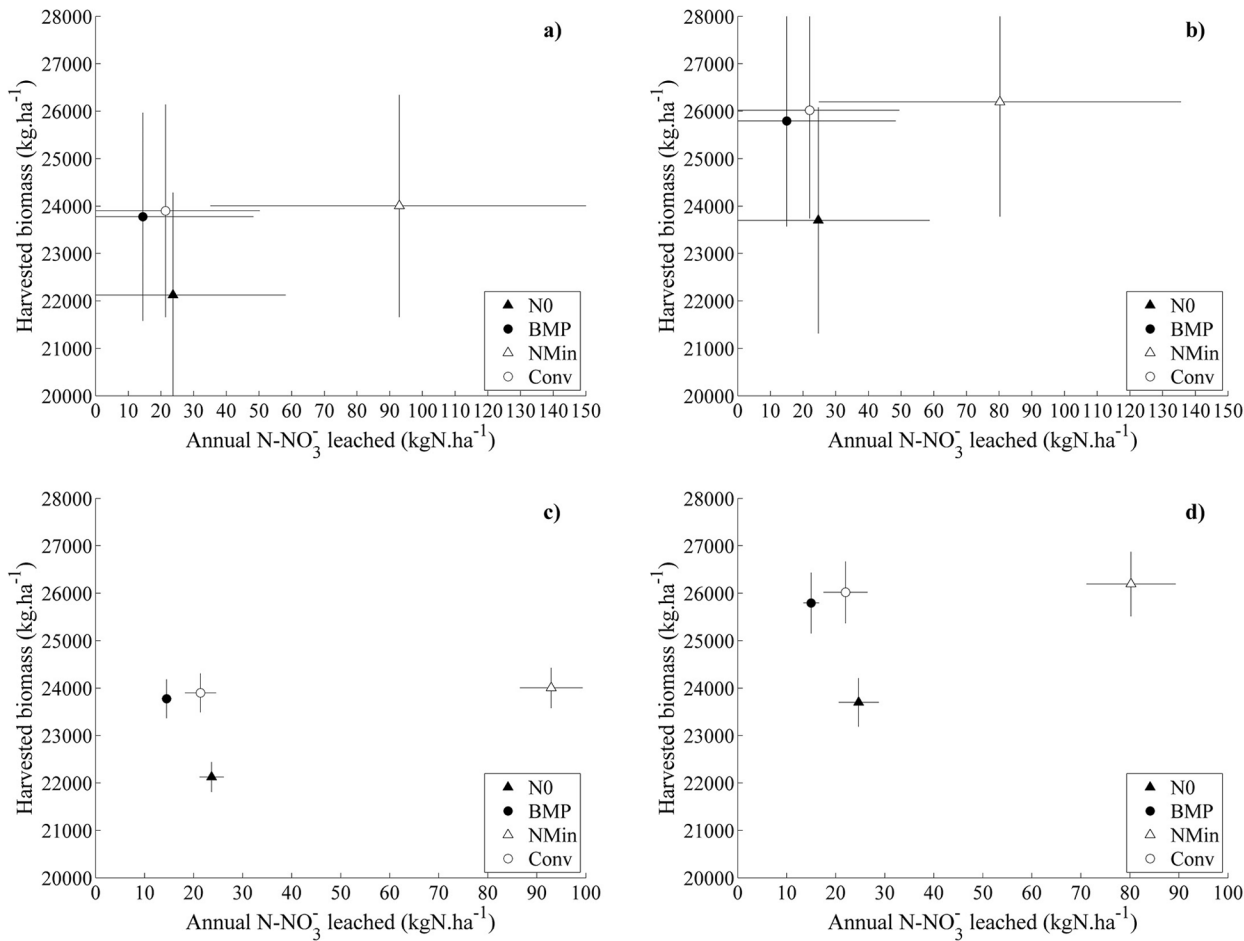 a)
28000
27000
26000
25000
24000
23000
22000
21000
20000
Harvested biomass (kg.ha⁻¹)
N0
BMP
NMin
Conv
0 10 20 30 40 50 60 70 80 90 100 110 120 130 140 150
Annual N-NO₃⁻ leached (kgN.ha⁻¹)
b)
28000
27000
26000
25000
24000
23000
22000
21000
20000
Harvested biomass (kg.ha⁻¹)
N0
BMP
NMin
Conv
0 10 20 30 40 50 60 70 80 90 100 110 120 130 140 150
Annual N-NO₃⁻ leached (kgN.ha⁻¹)
c)
28000
27000
26000
25000
24000
23000
22000
21000
20000
Harvested biomass (kg.ha⁻¹)
N0
BMP
NMin
Conv
0 10 20 30 40 50 60 70 80 90 100
Annual N-NO₃⁻ leached (kgN.ha⁻¹)
d)
28000
27000
26000
25000
24000
23000
22000
21000
20000
Harvested biomass (kg.ha⁻¹)
N0
BMP
NMin
Conv
0 10 20 30 40 50 60 70 80 90 100
Annual N-NO₃⁻ leached (kgN.ha⁻¹)